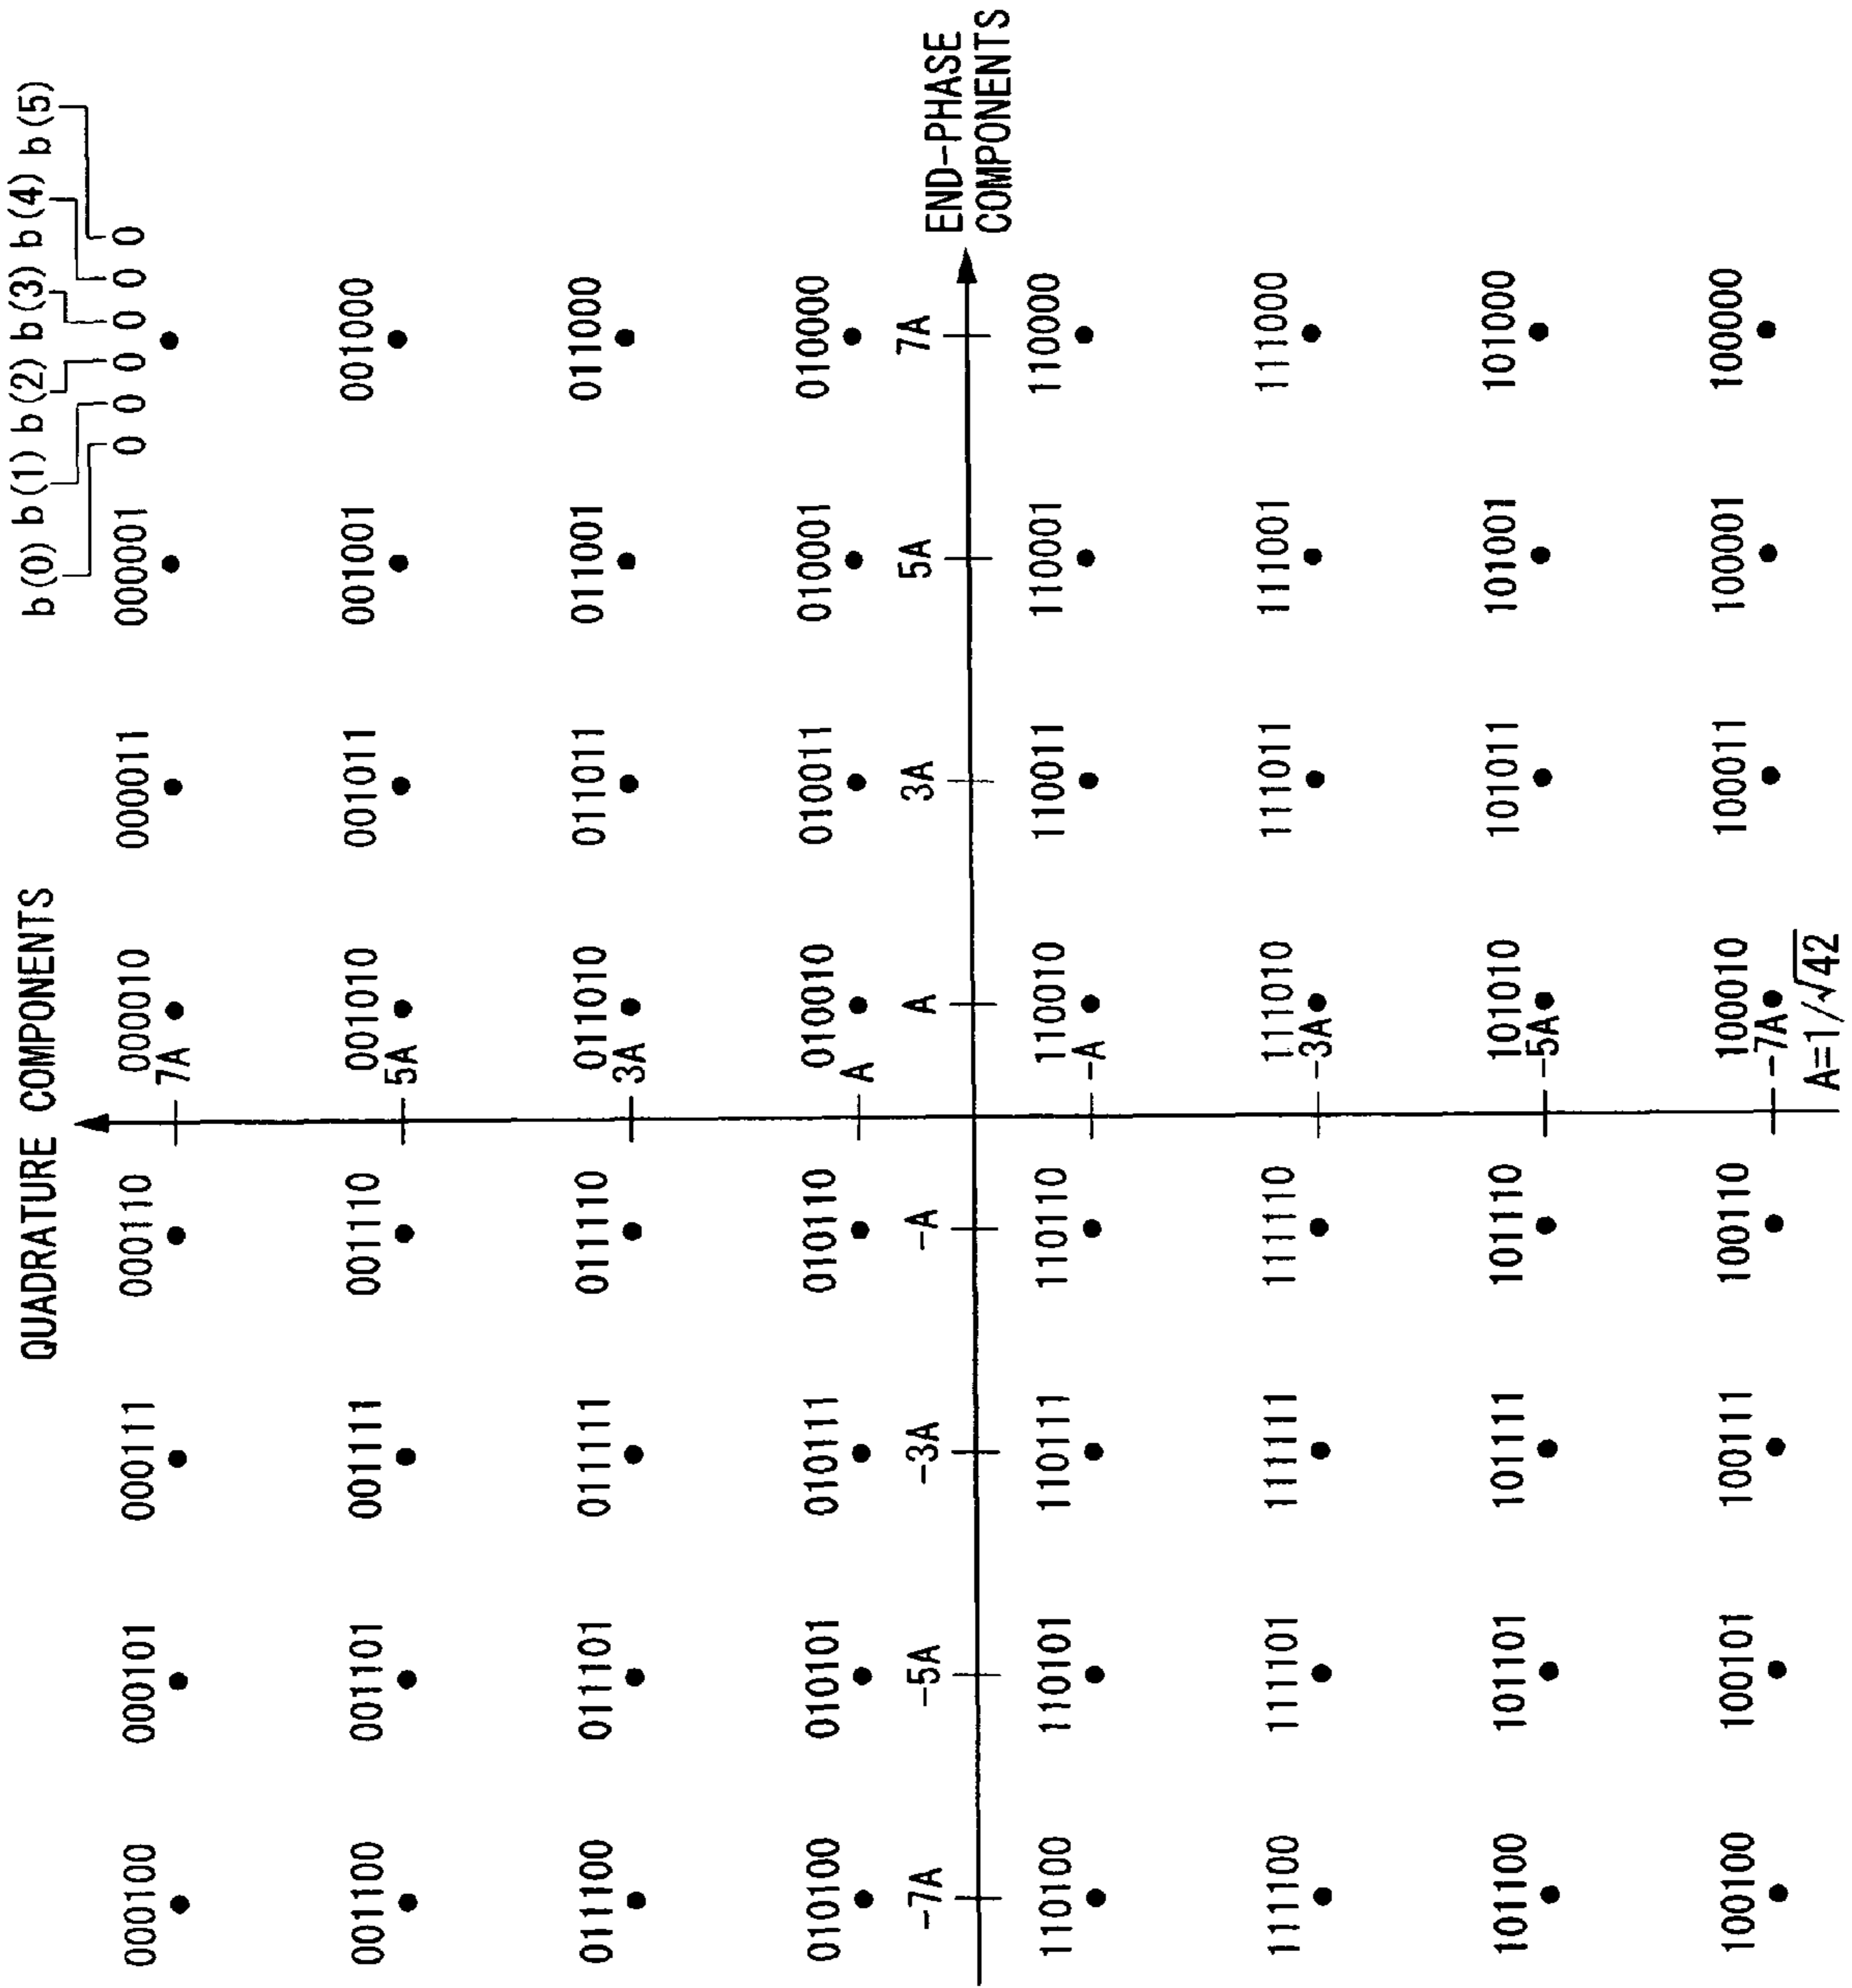 QUADRATURE COMPONENTS
b(0) b(1) b(2) b(3) b(4) b(5)
000100 000101 000111 000110 000010 000011 000001 0 0 0 0 0 0
7A
001100 001101 001111 001110 001010 001011 001001 001000
5A
011100 011101 011111 011110 011010 011011 011001 011000
3A
010100 010101 010111 010110 010010 010011 010001 010000
A
-7A -5A -3A -A A 3A 5A 7A
END-PHASE
COMPONENTS
110100 110101 110111 110110 110010 110011 110001 110000
-A
111100 111101 111111 111110 111010 111011 111001 111000
-3A
101100 101101 101111 101110 101010 101011 101001 101000
-5A
100100 100101 100111 100110 100010 100011 100001 100000
-7A
A=1/√42